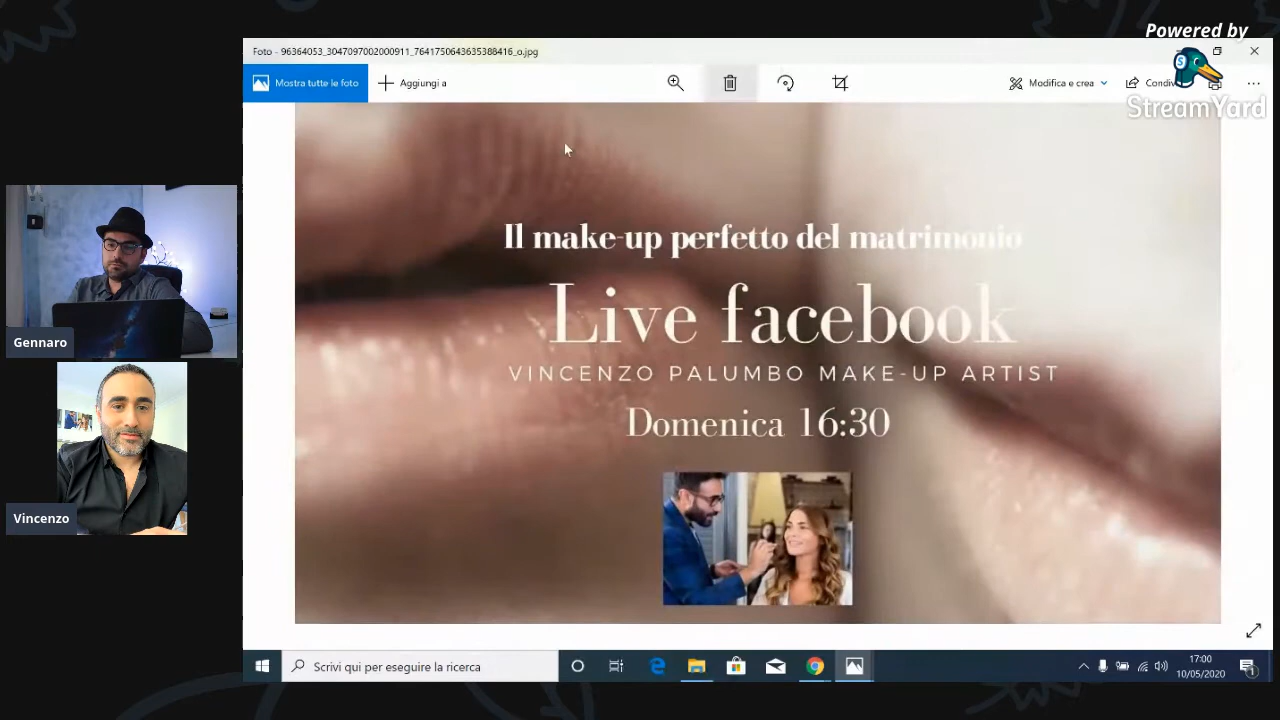 Powered by
StreamYard
Foto - 96364053_3047097002000911_7641750643635388416_o.jpg
Mostra tutte le foto
Aggiungi a
Modifica e crea
Condiv
Il make-up perfetto del matrimonio
Live facebook
VINCENZO PALUMBO MAKE-UP ARTIST
Domenica 16:30
Gennaro
Vincenzo
Scrivi qui per eseguire la ricerca
17:00
10/05/2020
1